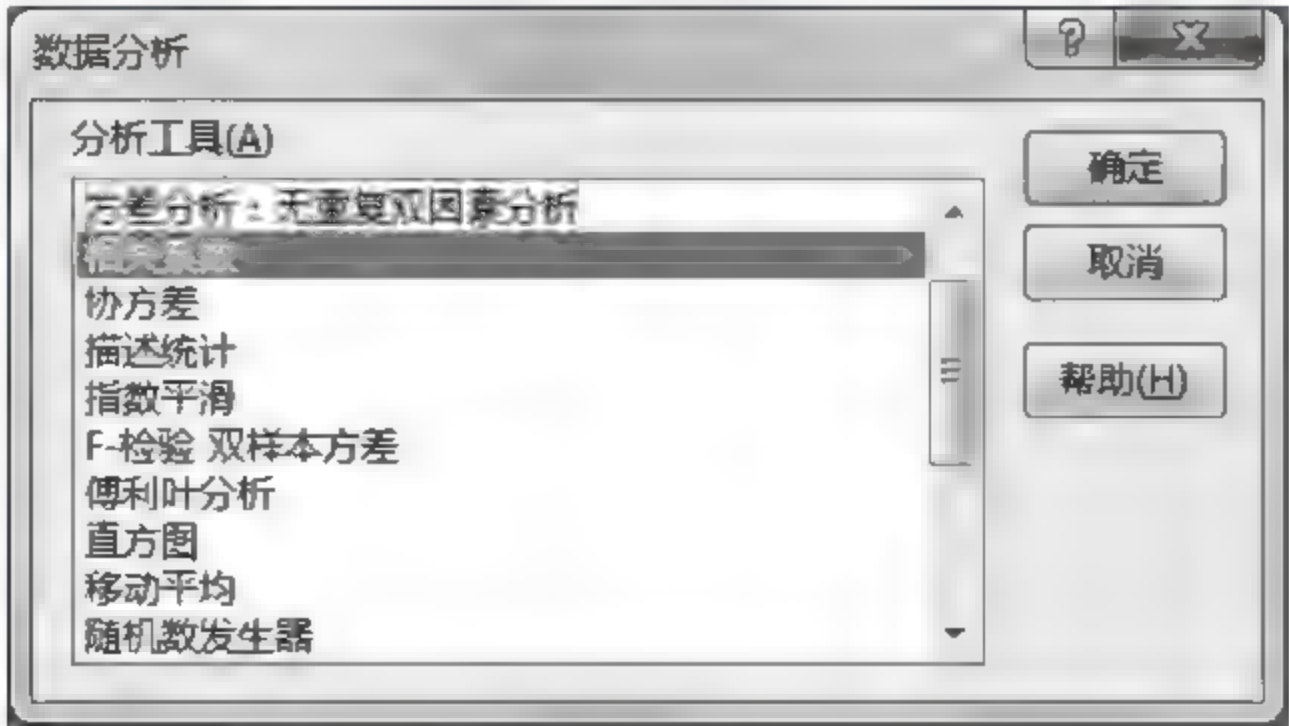 数据分析
分析工具(A)
方差分析：无重复双因素分析
相关系数
协方差
描述统计
指数平滑
F-检验 双样本方差
傅利叶分析
直方图
移动平均
随机数发生器
确定
取消
帮助(H)